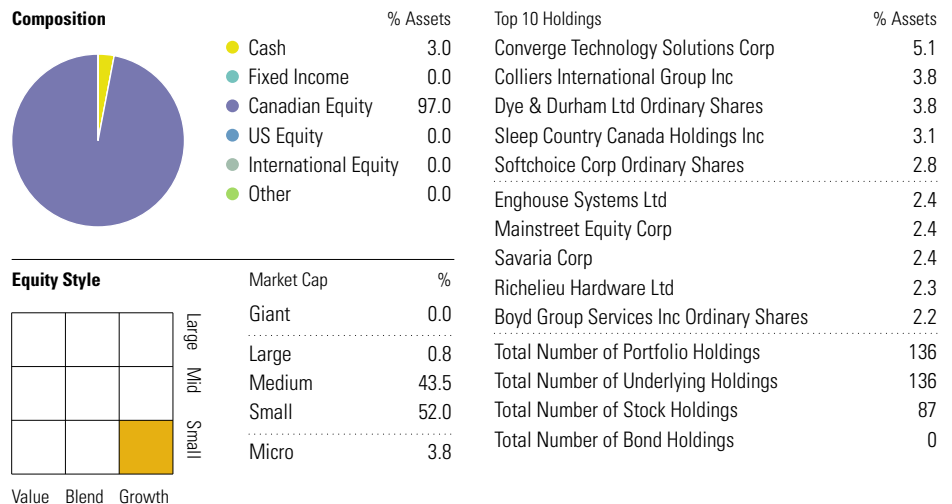 Composition % Assets
Cash 3.0
Fixed Income 0.0
Canadian Equity 97.0
US Equity 0.0
International Equity 0.0
Other 0.0
Equity Style
Large
Mid
Small
Value Blend Growth
Market Cap %
Giant 0.0
Large 0.8
Medium 43.5
Small 52.0
Micro 3.8
Top 10 Holdings % Assets
Converge Technology Solutions Corp 5.1
Colliers International Group Inc 3.8
Dye & Durham Ltd Ordinary Shares 3.8
Sleep Country Canada Holdings Inc 3.1
Softchoice Corp Ordinary Shares 2.8
Enghouse Systems Ltd 2.4
Mainstreet Equity Corp 2.4
Savaria Corp 2.4
Richelieu Hardware Ltd 2.3
Boyd Group Services Inc Ordinary Shares 2.2
Total Number of Portfolio Holdings 136
Total Number of Underlying Holdings 136
Total Number of Stock Holdings 87
Total Number of Bond Holdings 0